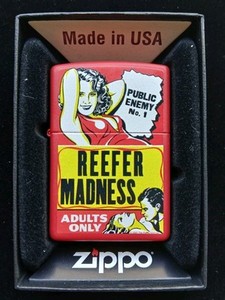 Made in USA
PUBLIC
ENEMY
No. 1
REEFER
MADNESS
ADULTS
ONLY
zippo